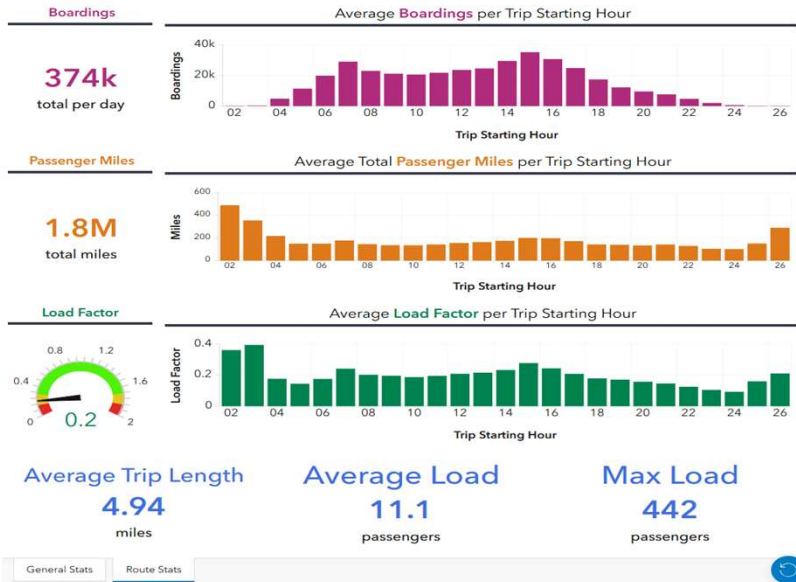 Boardings
Average Boardings per Trip Starting Hour
374k
total per day
Boardings
40k
20k
0
02 04 06 08 10 12 14 16 18 20 22 24 26
Trip Starting Hour
Passenger Miles
Average Total Passenger Miles per Trip Starting Hour
1.8M
total miles
Miles
600
400
200
0
02 04 06 08 10 12 14 16 18 20 22 24 26
Trip Starting Hour
Load Factor
Average Load Factor per Trip Starting Hour
0 0.4 0.8 1.2 1.6 2
0.2
Load Factor
0.4
0.2
0
02 04 06 08 10 12 14 16 18 20 22 24 26
Trip Starting Hour
Average Trip Length
4.94
miles
Average Load
11.1
passengers
Max Load
442
passengers
General Stats Route Stats